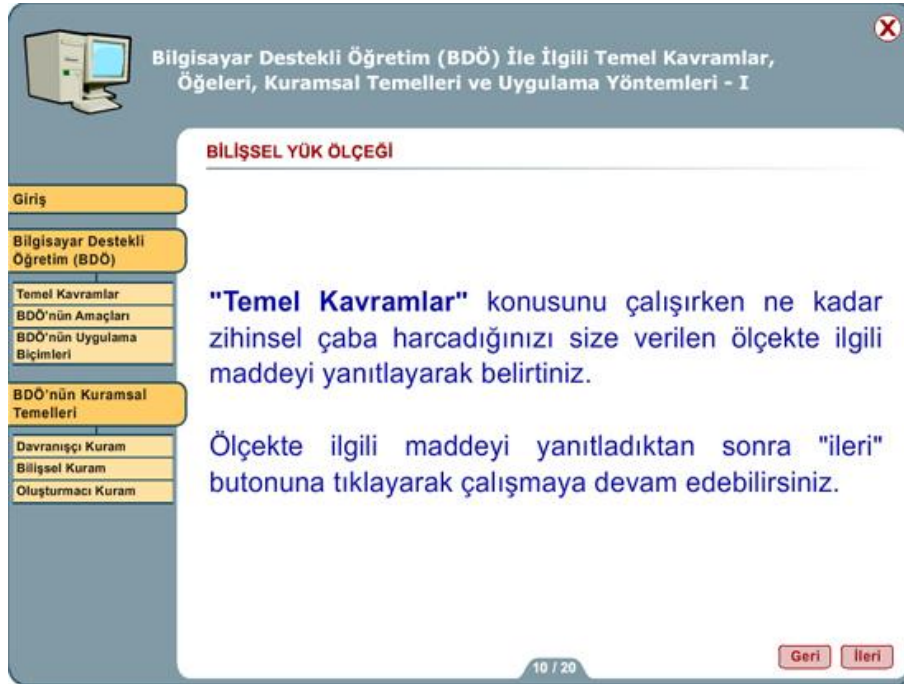 Bilgisayar Destekli Öğretim (BDÖ) İle İlgili Temel Kavramlar,
Öğeleri, Kuramsal Temelleri ve Uygulama Yöntemleri - I
BİLİŞSEL YÜK ÖLÇEĞİ
Giriş
Bilgisayar Destekli
Öğretim (BDÖ)
Temel Kavramlar
BDÖ'nün Amaçları
BDÖ'nün Uygulama
Biçimleri
BDÖ'nün Kuramsal
Temelleri
Davranışçı Kuram
Bilişsel Kuram
Oluşturmacı Kuram
"Temel Kavramlar" konusunu çalışırken ne kadar
zihinsel çaba harcadığınızı size verilen ölçekte ilgili
maddeyi yanıtlayarak belirtiniz.
Ölçekte ilgili maddeyi yanıtladıktan sonra "ileri"
butonuna tıklayarak çalışmaya devam edebilirsiniz.
10 / 20
Geri
İleri